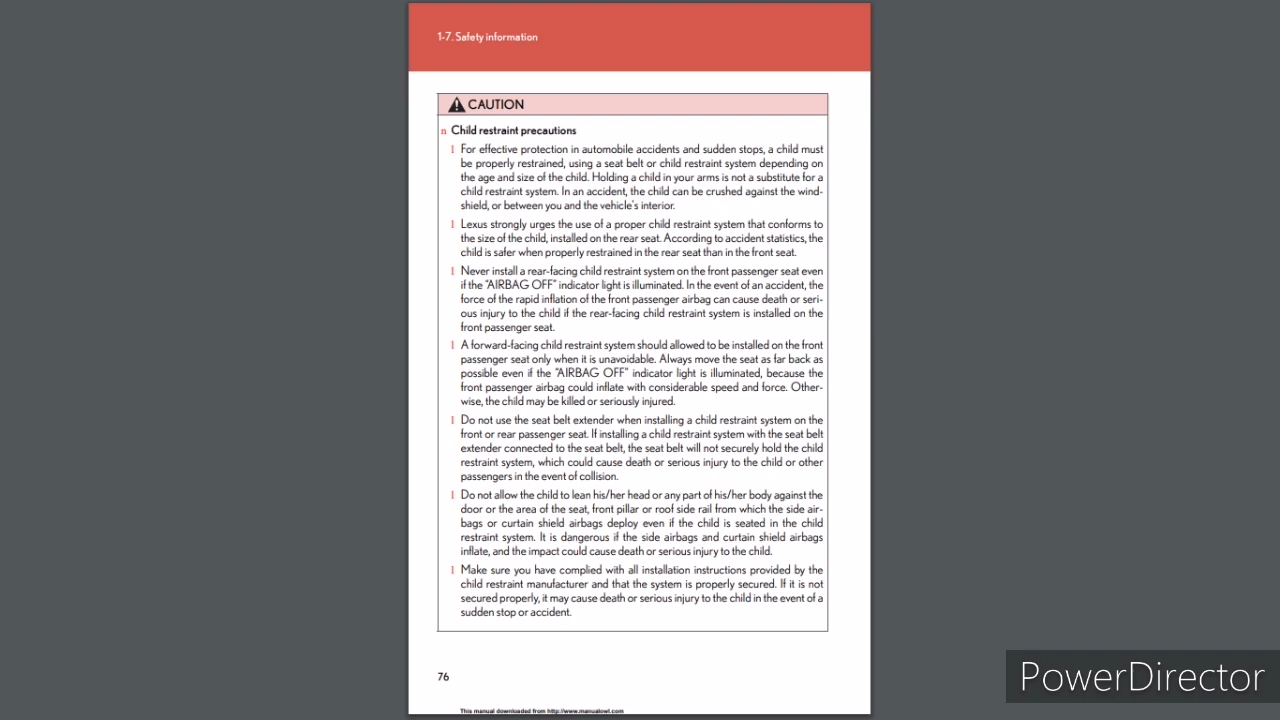 1-7. Safety information
CAUTION
n Child restraint precautions
l For effective protection in automobile accidents and sudden stops, a child must
be properly restrained, using a seat belt or child restraint system depending on
the age and size of the child. Holding a child in your arms is not a substitute for a
child restraint system. In an accident, the child can be crushed against the wind-
shield, or between you and the vehicle's interior.
l Lexus strongly urges the use of a proper child restraint system that conforms to
the size of the child, installed on the rear seat. According to accident statistics, the
child is safer when properly restrained in the rear seat than in the front seat.
l Never install a rear-facing child restraint system on the front passenger seat even
if the "AIRBAG OFF" indicator light is illuminated. In the event of an accident, the
force of the rapid inflation of the front passenger airbag can cause death or seri-
ous injury to the child if the rear-facing child restraint system is installed on the
front passenger seat.
l A forward-facing child restraint system should allowed to be installed on the front
passenger seat only when it is unavoidable. Always move the seat as far back as
possible even if the "AIRBAG OFF" indicator light is illuminated, because the
front passenger airbag could inflate with considerable speed and force. Other-
wise, the child may be killed or seriously injured.
l Do not use the seat belt extender when installing a child restraint system on the
front or rear passenger seat. If installing a child restraint system with the seat belt
extender connected to the seat belt, the seat belt will not securely hold the child
restraint system, which could cause death or serious injury to the child or other
passengers in the event of collision.
l Do not allow the child to lean his/her head or any part of his/her body against the
door or the area of the seat, front pillar or roof side rail from which the side air-
bags or curtain shield airbags deploy even if the child is seated in the child
restraint system. It is dangerous if the side airbags and curtain shield airbags
inflate, and the impact could cause death or serious injury to the child.
l Make sure you have complied with all installation instructions provided by the
child restraint manufacturer and that the system is properly secured. If it is not
secured properly, it may cause death or serious injury to the child in the event of a
sudden stop or accident.
76
This manual downloaded from http://www.manualowl.com
PowerDirector